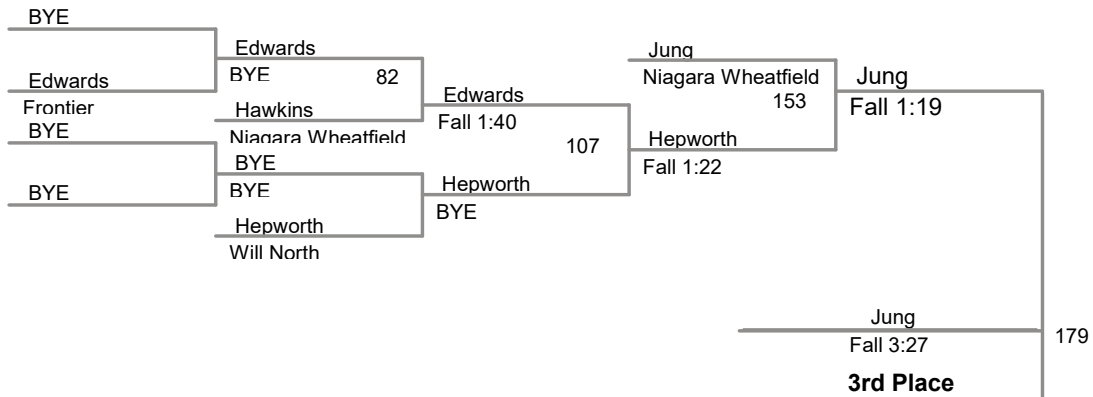 BYE
Edwards
Frontier
BYE
BYE
Edwards
BYE
82
Hawkins
Niagara Wheatfield
BYE
BYE
Hepworth
Will North
Edwards
Fall 1:40
107
Hepworth
BYE
Jung
Niagara Wheatfield
153
Hepworth
Fall 1:22
Jung
Fall 1:19
Jung
Fall 3:27
3rd Place
179